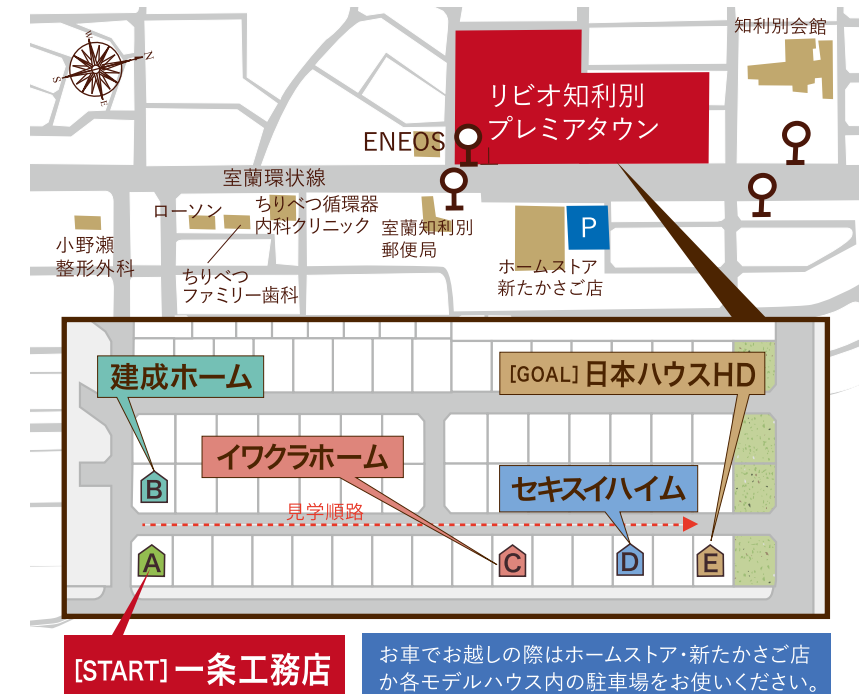 知利別会館
W
N
S
E
リビオ知利別
プレミアタウン
ENEOS
室蘭環状線
ローソン
ちりべつ循環器
内科クリニック
室蘭知利別
郵便局
P
小野瀬
整形外科
ちりべつ
ファミリー歯科
ホームストア
新たかさご店
建成ホーム
[GOAL] 日本ハウスHD
イワクラホーム
セキスイハイム
B
見学順路
A
C
D
E
[START] 一条工務店
お車でお越しの際はホームストア・新たかさご店
か各モデルハウス内の駐車場をお使いください。